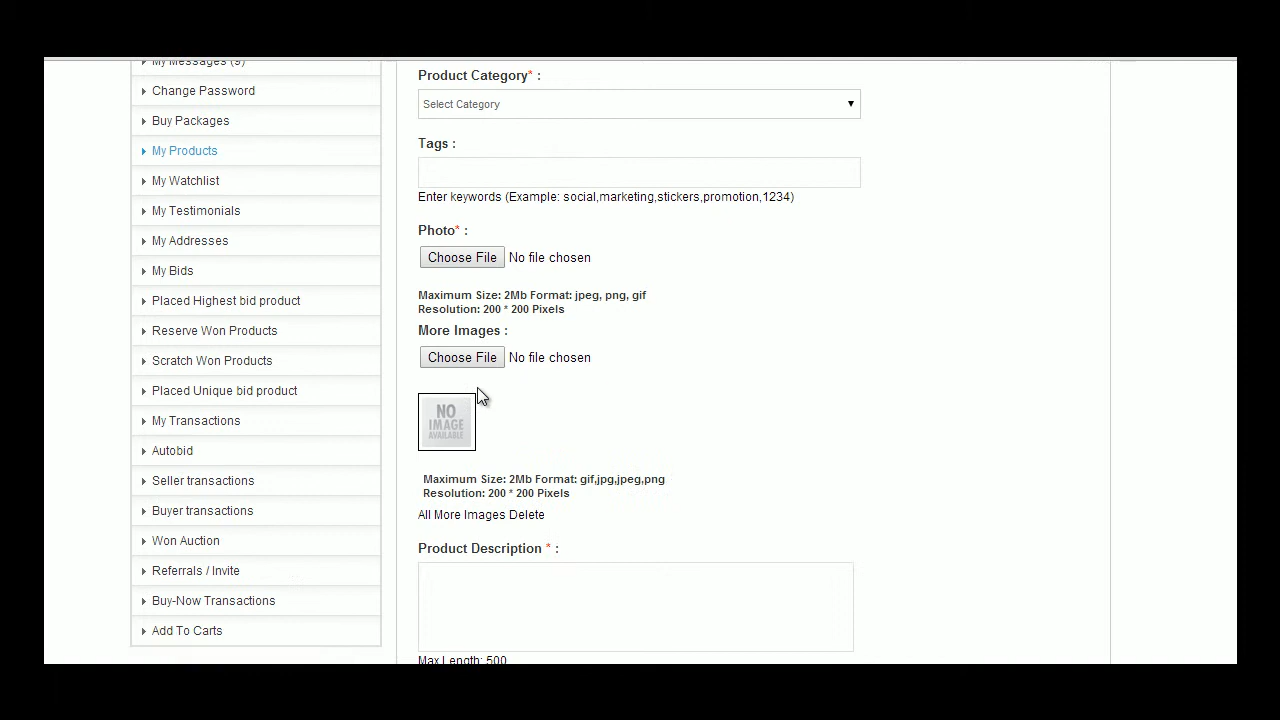 My Messages (9)
Change Password
Buy Packages
My Products
My Watchlist
My Testimonials
My Addresses
My Bids
Placed Highest bid product
Reserve Won Products
Scratch Won Products
Placed Unique bid product
My Transactions
Autobid
Seller transactions
Buyer transactions
Won Auction
Referrals / Invite
Buy-Now Transactions
Add To Carts
Product Category* :
Select Category
Tags :
Enter keywords (Example: social,marketing,stickers,promotion,1234)
Photo* :
Choose File No file chosen
Maximum Size: 2Mb Format: jpeg, png, gif
Resolution: 200 * 200 Pixels
More Images :
Choose File No file chosen
NO
IMAGE
AVAILABLE
Maximum Size: 2Mb Format: gif,jpg,jpeg,png
Resolution: 200 * 200 Pixels
All More Images Delete
Product Description * :
Max Length: 500